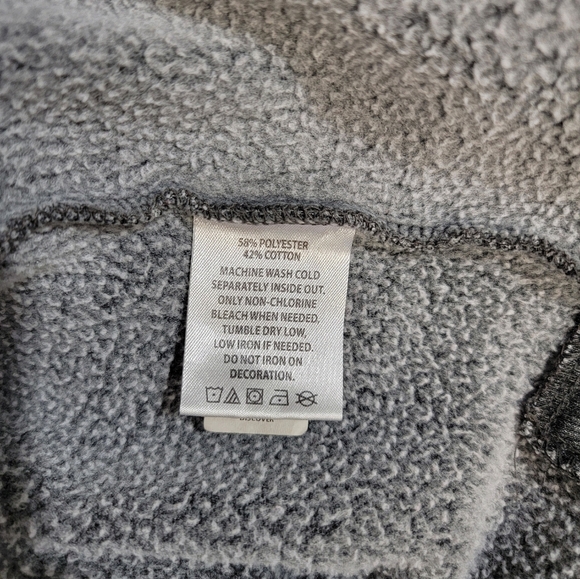 58% POLYESTER
42% COTTON
MACHINE WASH COLD
SEPARATELY INSIDE OUT.
ONLY NON-CHLORINE
BLEACH WHEN NEEDED.
TUMBLE DRY LOW,
LOW IRON IF NEEDED.
DO NOT IRON ON
DECORATION.
DISCOVER